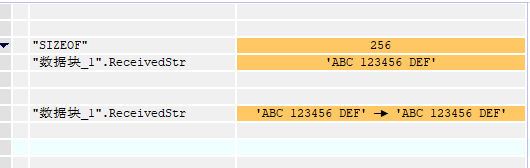 "SIZEOF" 256
"数据块_1".ReceivedStr 'ABC 123456 DEF'
"数据块_1".ReceivedStr 'ABC 123456 DEF' → 'ABC 123456 DEF'